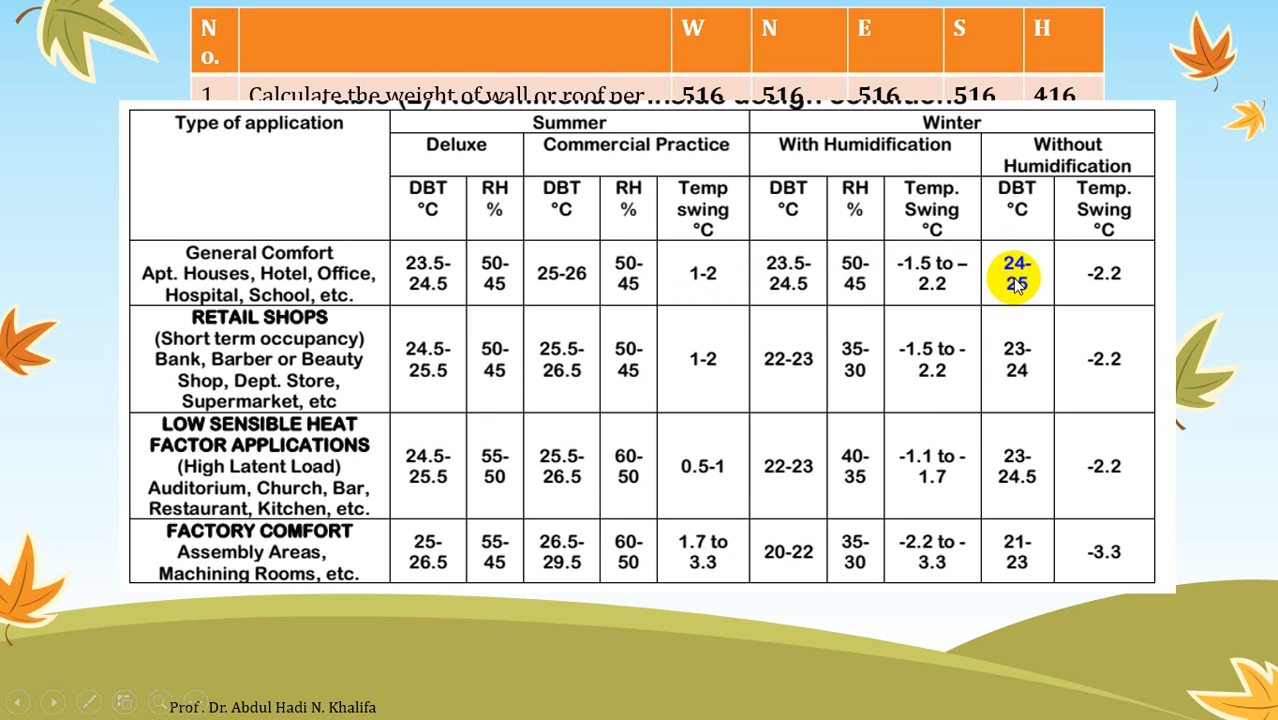 N W N E S H
o.
1 Calculate the weight of wall or roof per 516 516 516 516 416
Type of application Summer Winter
Deluxe Commercial Practice With Humidification Without
Humidification
DBT RH DBT RH Temp DBT RH Temp. DBT Temp.
°C % °C % swing °C % Swing °C Swing
°C °C °C
General Comfort
Apt. Houses, Hotel, Office,
Hospital, School, etc.
23.5- 50- 25-26 50- 1-2 23.5- 50- -1.5 to – 24- -2.2
24.5 45 45 24.5 45 2.2 25
RETAIL SHOPS
(Short term occupancy)
Bank, Barber or Beauty
Shop, Dept. Store,
Supermarket, etc
24.5- 50- 25.5- 50- 1-2 22-23 35- -1.5 to - 23- -2.2
25.5 45 26.5 45 30 2.2 24
LOW SENSIBLE HEAT
FACTOR APPLICATIONS
(High Latent Load)
Auditorium, Church, Bar,
Restaurant, Kitchen, etc.
24.5- 55- 25.5- 60- 0.5-1 22-23 40- -1.1 to - 23- -2.2
25.5 50 26.5 50 35 1.7 24.5
FACTORY COMFORT
Assembly Areas,
Machining Rooms, etc.
25- 55- 26.5- 60- 1.7 to 20-22 35- -2.2 to - 21- -3.3
26.5 45 29.5 50 3.3 30 3.3 23
Prof . Dr. Abdul Hadi N. Khalifa